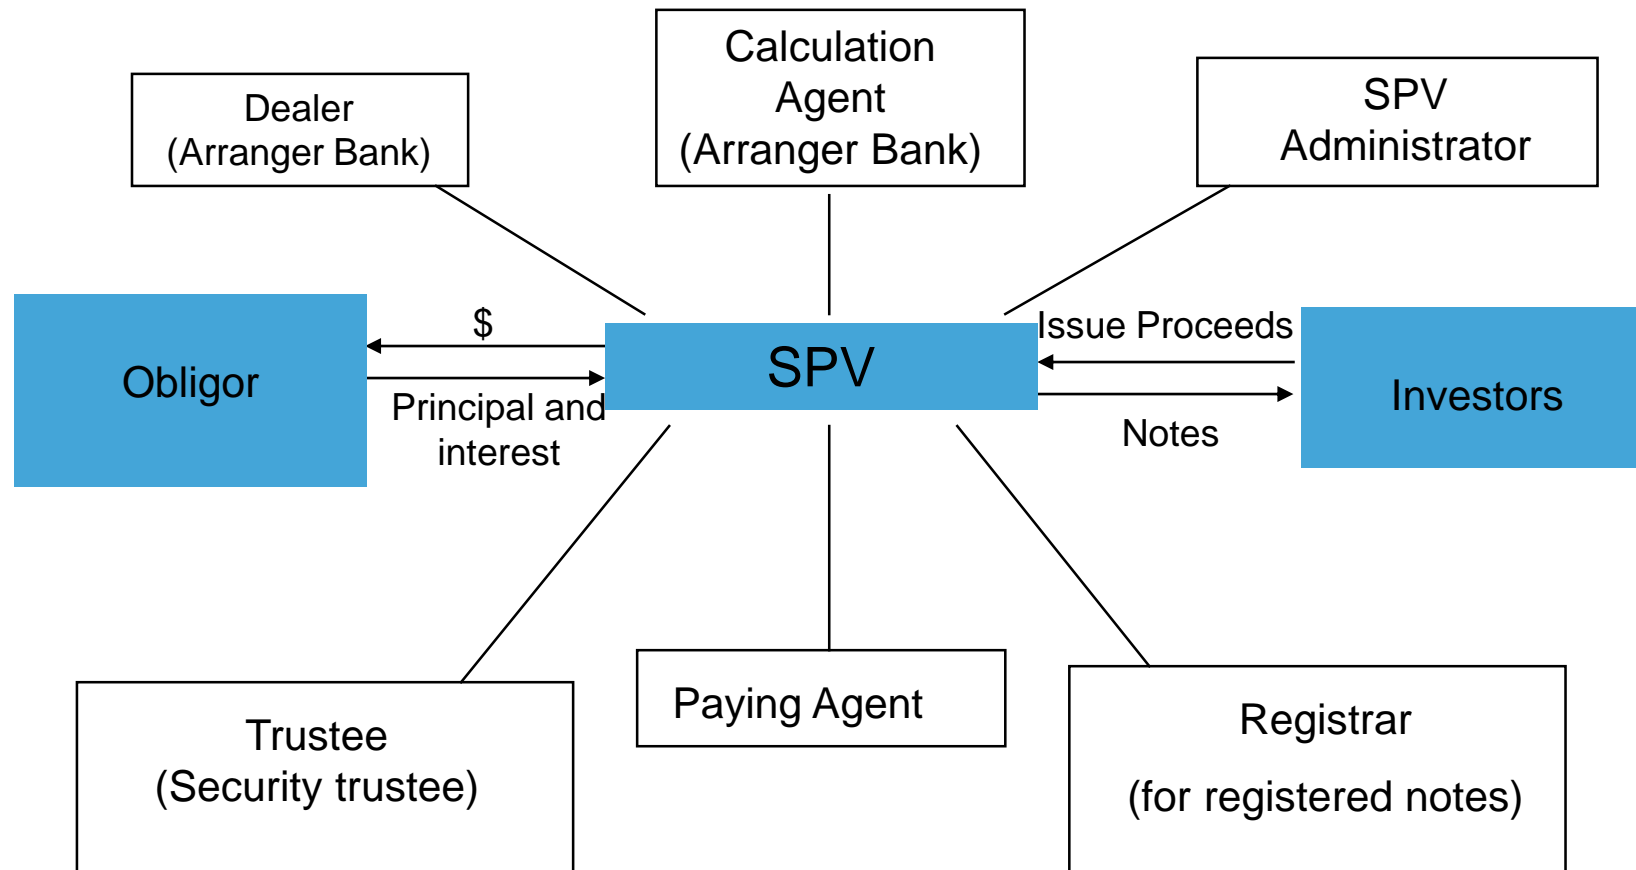 Dealer
(Arranger Bank)
Calculation
Agent
(Arranger Bank)
SPV
Administrator
Obligor
$
Principal and
interest
SPV
Issue Proceeds
Notes
Investors
Trustee
(Security trustee)
Paying Agent
Registrar
(for registered notes)